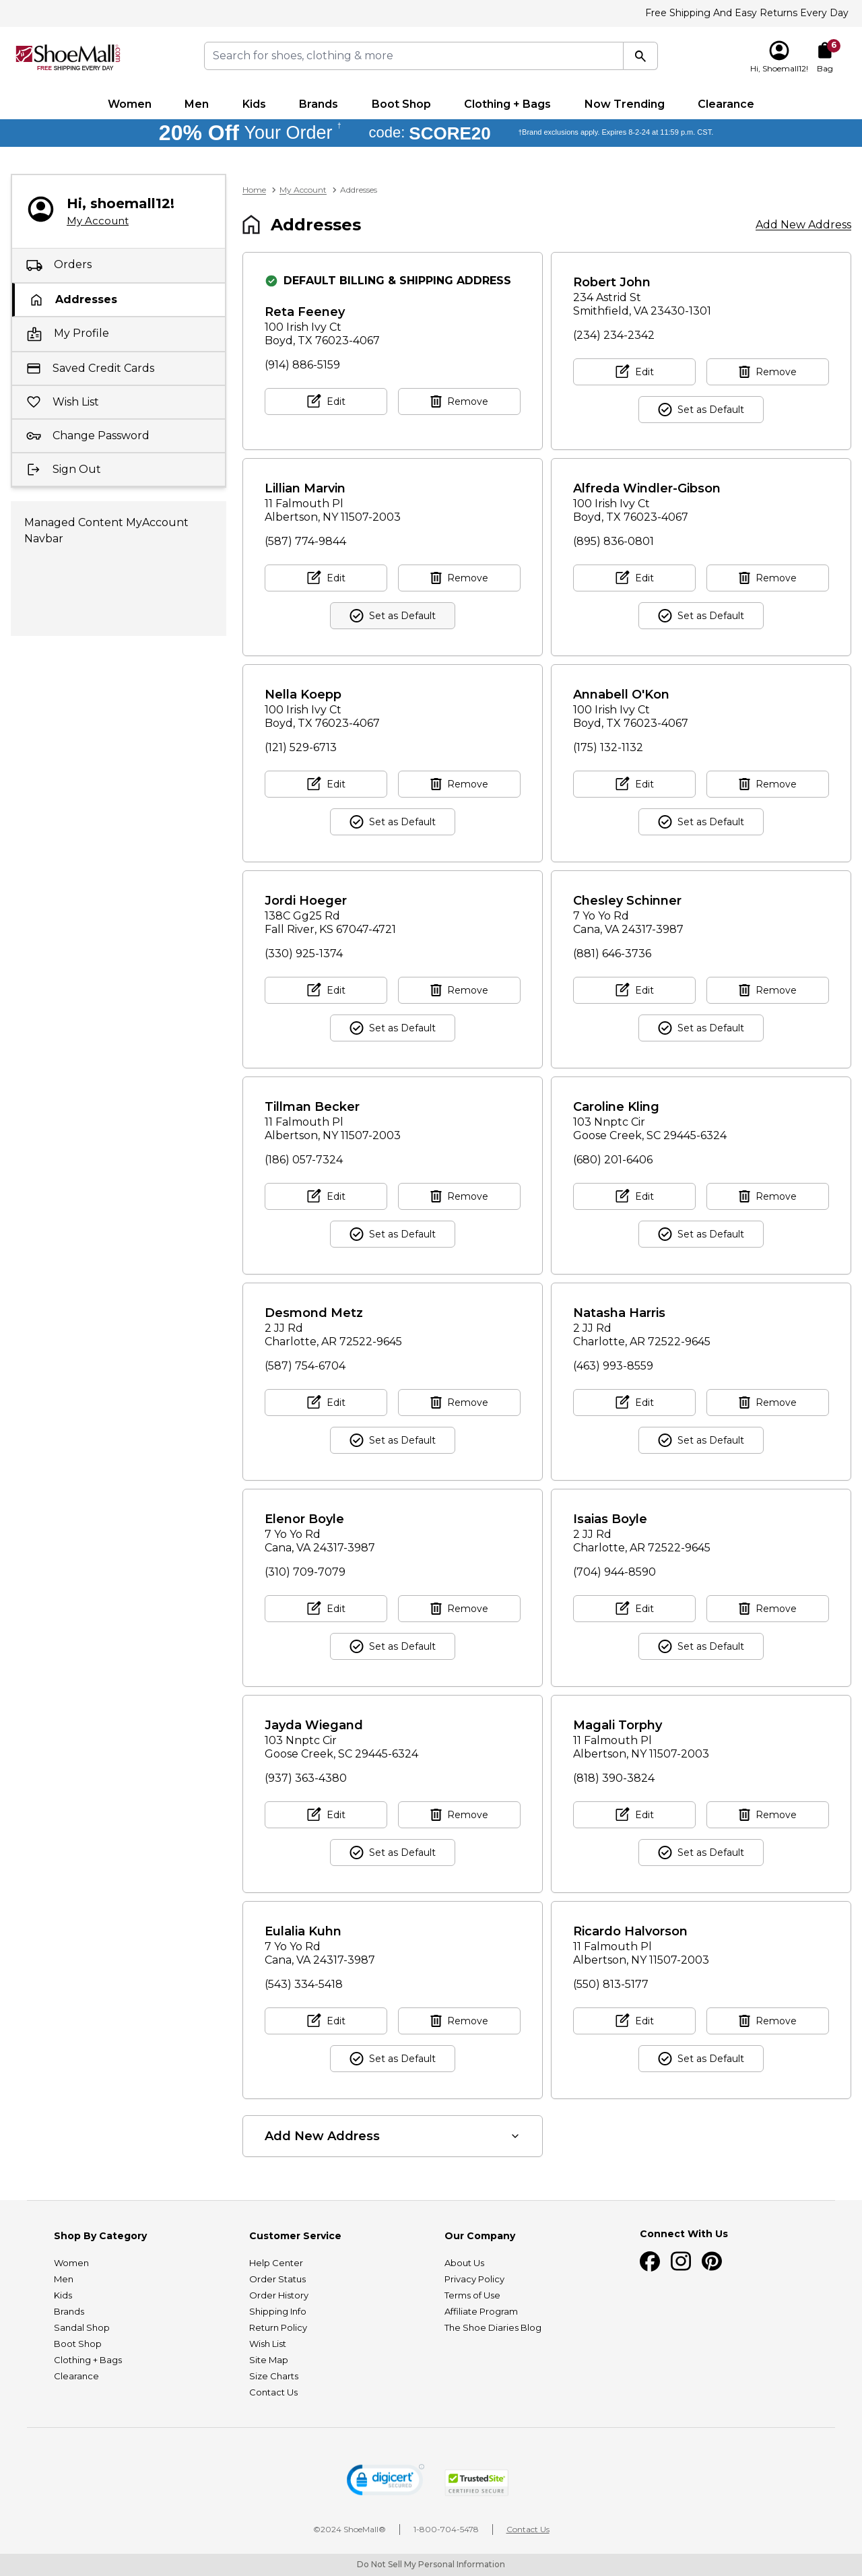 Free Shipping And Easy Returns Every Day
ShoeMall.com
FREE SHIPPING EVERY DAY
Search for shoes, clothing & more
Hi, Shoemall12!
6
Bag
Women Men Kids Brands Boot Shop Clothing + Bags Now Trending Clearance
20% Off Your Order † code: SCORE20 †Brand exclusions apply. Expires 8-2-24 at 11:59 p.m. CST.
Hi, shoemall12!
My Account
Orders
Addresses
My Profile
Saved Credit Cards
Wish List
Change Password
Sign Out
Managed Content MyAccount
Navbar
Home > My Account > Addresses
Addresses
Add New Address
DEFAULT BILLING & SHIPPING ADDRESS
Reta Feeney
100 Irish Ivy Ct
Boyd, TX 76023-4067
(914) 886-5159
Edit Remove
Robert John
234 Astrid St
Smithfield, VA 23430-1301
(234) 234-2342
Edit Remove
Set as Default
Lillian Marvin
11 Falmouth Pl
Albertson, NY 11507-2003
(587) 774-9844
Edit Remove
Set as Default
Alfreda Windler-Gibson
100 Irish Ivy Ct
Boyd, TX 76023-4067
(895) 836-0801
Edit Remove
Set as Default
Nella Koepp
100 Irish Ivy Ct
Boyd, TX 76023-4067
(121) 529-6713
Edit Remove
Set as Default
Annabell O'Kon
100 Irish Ivy Ct
Boyd, TX 76023-4067
(175) 132-1132
Edit Remove
Set as Default
Jordi Hoeger
138C Gg25 Rd
Fall River, KS 67047-4721
(330) 925-1374
Edit Remove
Set as Default
Chesley Schinner
7 Yo Yo Rd
Cana, VA 24317-3987
(881) 646-3736
Edit Remove
Set as Default
Tillman Becker
11 Falmouth Pl
Albertson, NY 11507-2003
(186) 057-7324
Edit Remove
Set as Default
Caroline Kling
103 Nnptc Cir
Goose Creek, SC 29445-6324
(680) 201-6406
Edit Remove
Set as Default
Desmond Metz
2 JJ Rd
Charlotte, AR 72522-9645
(587) 754-6704
Edit Remove
Set as Default
Natasha Harris
2 JJ Rd
Charlotte, AR 72522-9645
(463) 993-8559
Edit Remove
Set as Default
Elenor Boyle
7 Yo Yo Rd
Cana, VA 24317-3987
(310) 709-7079
Edit Remove
Set as Default
Isaias Boyle
2 JJ Rd
Charlotte, AR 72522-9645
(704) 944-8590
Edit Remove
Set as Default
Jayda Wiegand
103 Nnptc Cir
Goose Creek, SC 29445-6324
(937) 363-4380
Edit Remove
Set as Default
Magali Torphy
11 Falmouth Pl
Albertson, NY 11507-2003
(818) 390-3824
Edit Remove
Set as Default
Eulalia Kuhn
7 Yo Yo Rd
Cana, VA 24317-3987
(543) 334-5418
Edit Remove
Set as Default
Ricardo Halvorson
11 Falmouth Pl
Albertson, NY 11507-2003
(550) 813-5177
Edit Remove
Set as Default
Add New Address
Shop By Category
Women
Men
Kids
Brands
Sandal Shop
Boot Shop
Clothing + Bags
Clearance
Customer Service
Help Center
Order Status
Order History
Shipping Info
Return Policy
Wish List
Site Map
Size Charts
Contact Us
Our Company
About Us
Privacy Policy
Terms of Use
Affiliate Program
The Shoe Diaries Blog
Connect With Us
digicert
SECURED
TrustedSite
CERTIFIED SECURE
©2024 ShoeMall® 1-800-704-5478 Contact Us
Do Not Sell My Personal Information